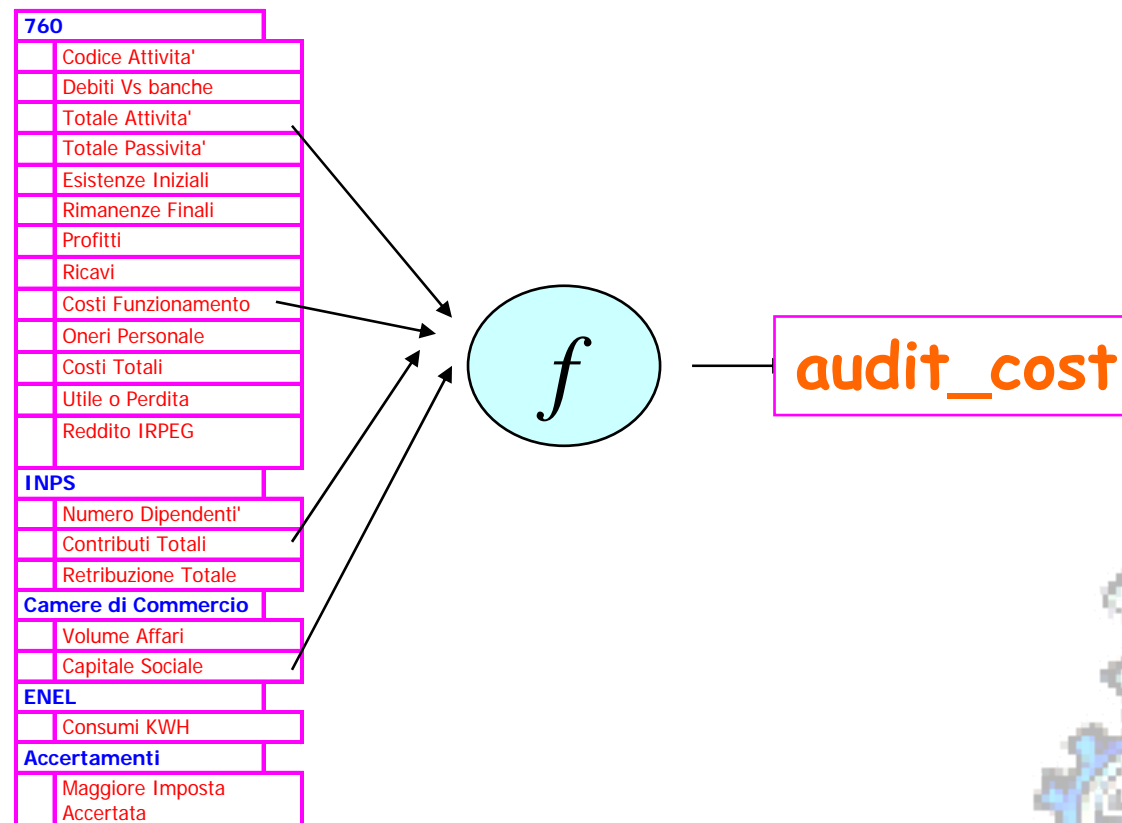 760
Codice Attivita'
Debiti Vs banche
Totale Attivita'
Totale Passivita'
Esistenze Iniziali
Rimanenze Finali
Profitti
Ricavi
Costi Funzionamento
Oneri Personale
Costi Totali
Utile o Perdita
Reddito IRPEG
INPS
Numero Dipendenti'
Contributi Totali
Retribuzione Totale
Camere di Commercio
Volume Affari
Capitale Sociale
ENEL
Consumi KWH
Accertamenti
Maggiore Imposta
Accertata
f
audit_cost